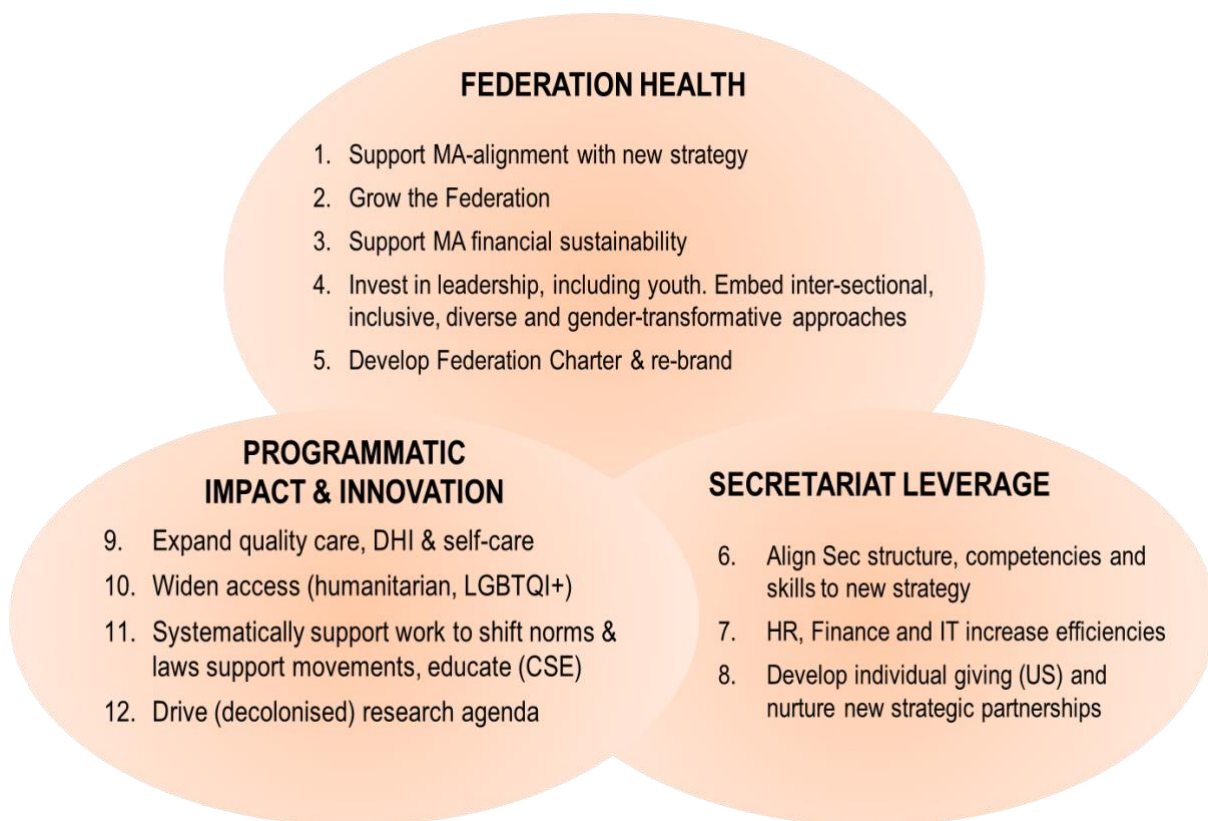 FEDERATION HEALTH
1. Support MA-alignment with new strategy
2. Grow the Federation
3. Support MA financial sustainability
4. Invest in leadership, including youth. Embed inter-sectional,
inclusive, diverse and gender-transformative approaches
5. Develop Federation Charter & re-brand
PROGRAMMATIC
IMPACT & INNOVATION
9. Expand quality care, DHI & self-care
10. Widen access (humanitarian, LGBTQI+)
11. Systematically support work to shift norms &
laws support movements, educate (CSE)
12. Drive (decolonised) research agenda
SECRETARIAT LEVERAGE
6. Align Sec structure, competencies and
skills to new strategy
7. HR, Finance and IT increase efficiencies
8. Develop individual giving (US) and
nurture new strategic partnerships